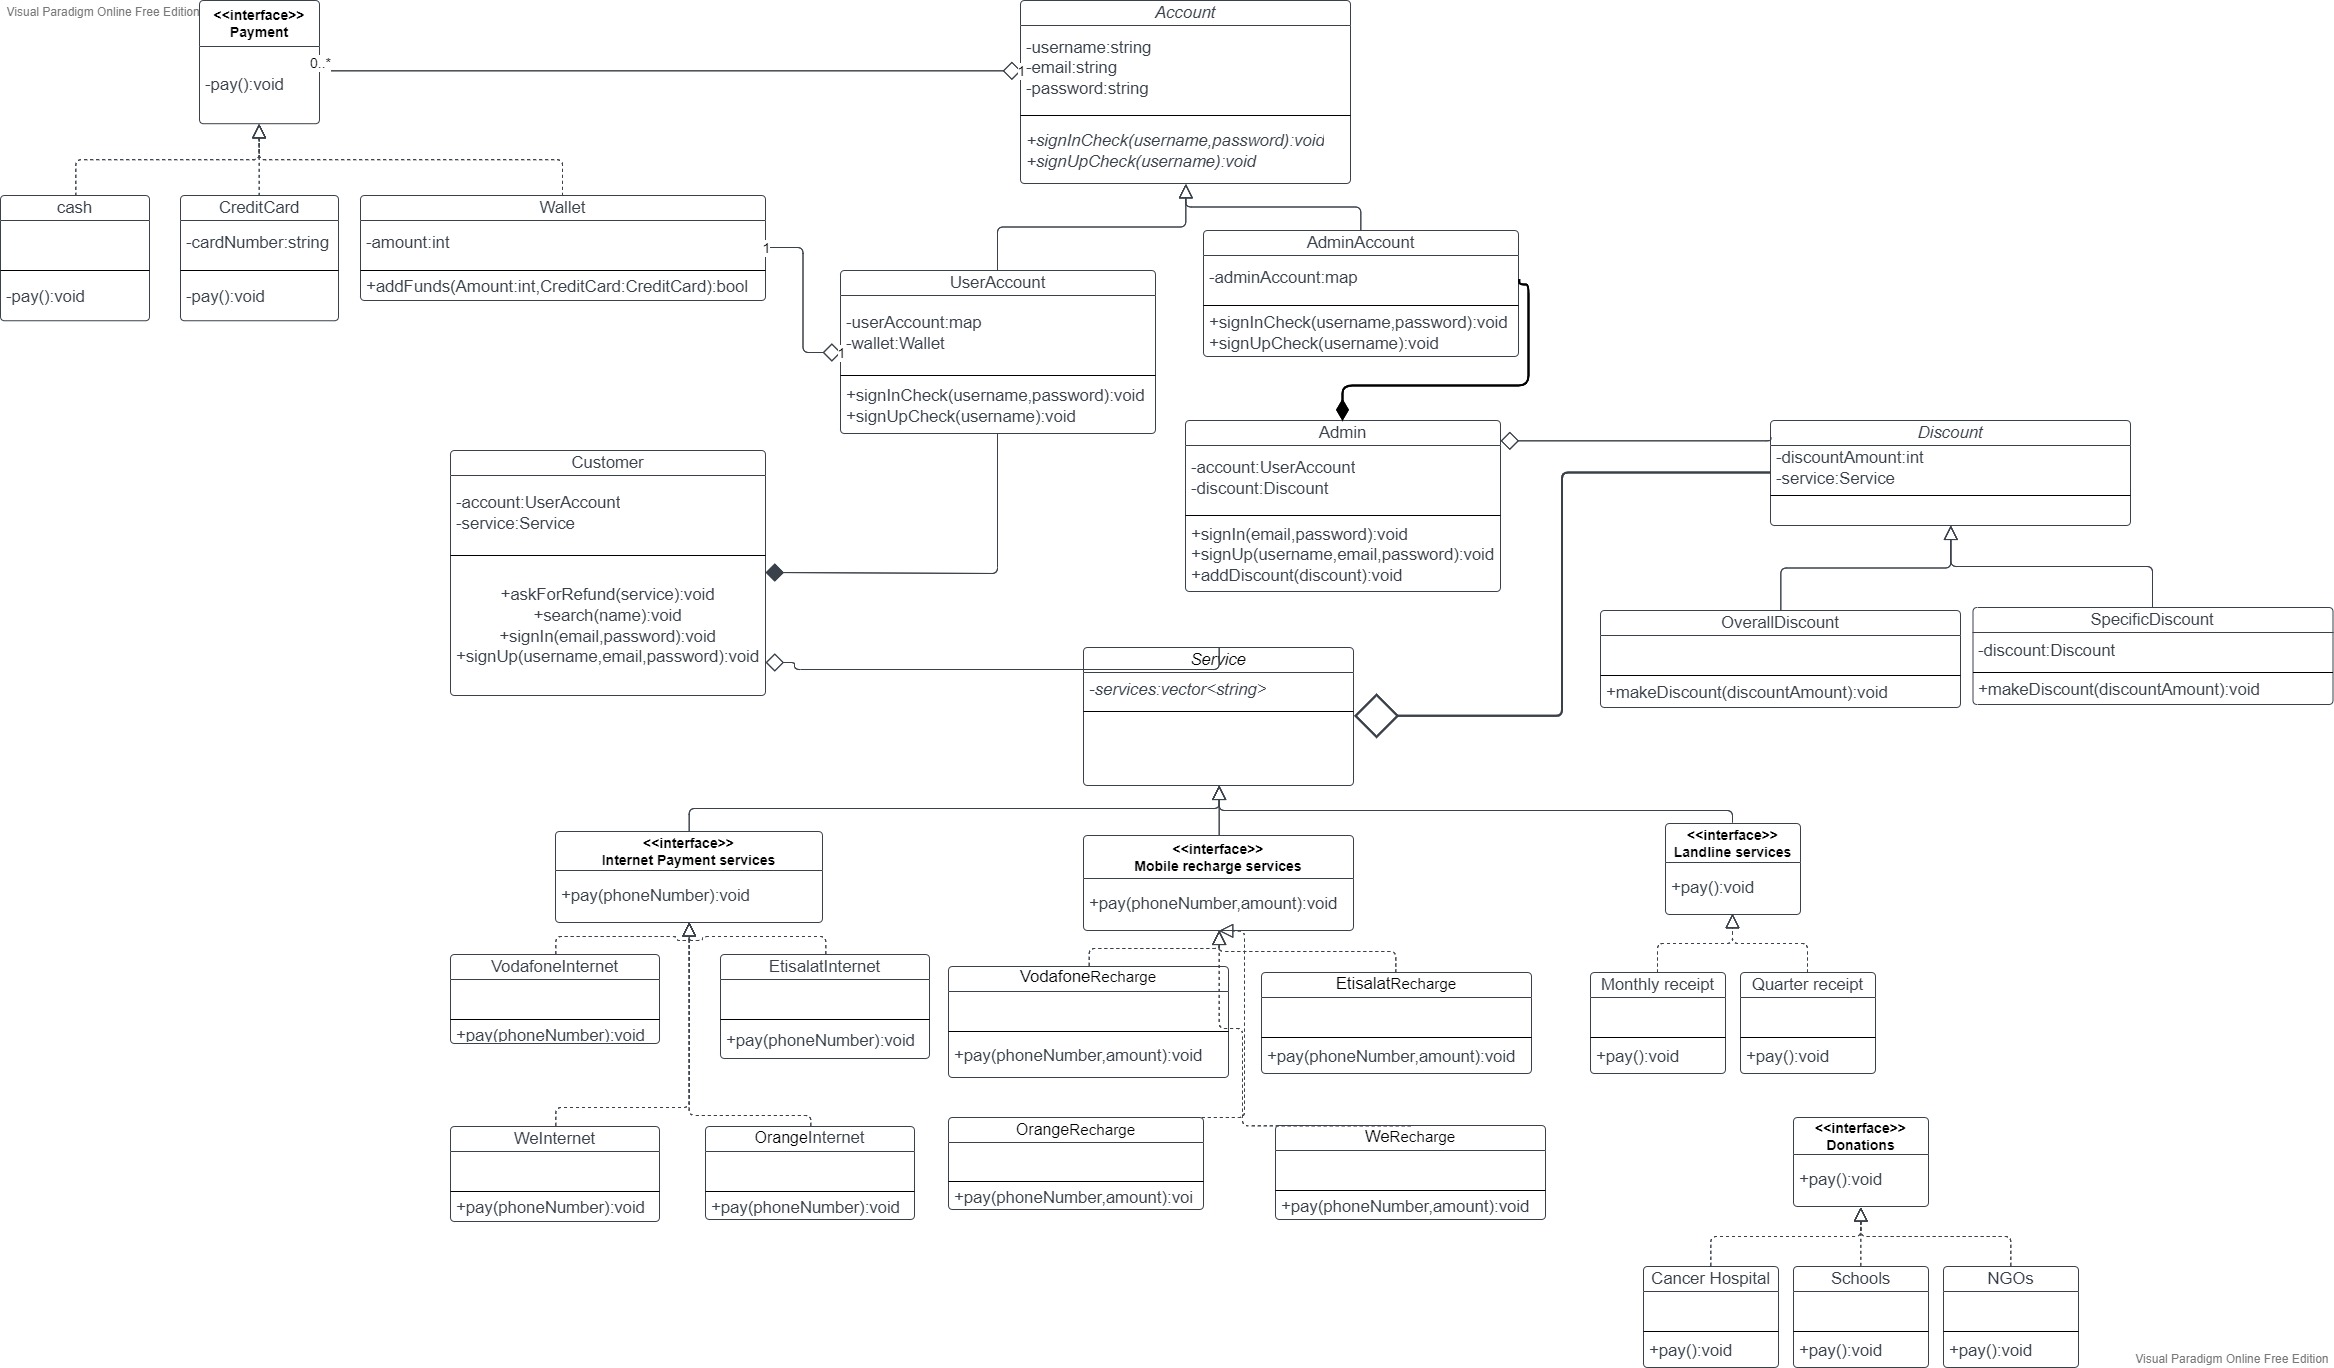 Visual Paradigm Online Free Edition
<<interface>>
Payment
-pay():void
0..*
1
Account
-username:string
-email:string
-password:string
+signInCheck(username,password):void
+signUpCheck(username):void
cash
-pay():void
CreditCard
-cardNumber:string
-pay():void
Wallet
-amount:int
+addFunds(Amount:int,CreditCard:CreditCard):bool
1
1
UserAccount
-userAccount:map
-wallet:Wallet
+signInCheck(username,password):void
+signUpCheck(username):void
AdminAccount
-adminAccount:map
+signInCheck(username,password):void
+signUpCheck(username):void
Customer
-account:UserAccount
-service:Service
+askForRefund(service):void
+search(name):void
+signIn(email,password):void
+signUp(username,email,password):void
Admin
-account:UserAccount
-discount:Discount
+signIn(email,password):void
+signUp(username,email,password):void
+addDiscount(discount):void
Discount
-discountAmount:int
-service:Service
OverallDiscount
+makeDiscount(discountAmount):void
SpecificDiscount
-discount:Discount
+makeDiscount(discountAmount):void
Service
-services:vector<string>
<<interface>>
Internet Payment services
+pay(phoneNumber):void
<<interface>>
Mobile recharge services
+pay(phoneNumber,amount):void
<<interface>>
Landline services
+pay():void
VodafoneInternet
+pay(phoneNumber):void
EtisalatInternet
+pay(phoneNumber):void
VodafoneRecharge
+pay(phoneNumber,amount):void
EtisalatRecharge
+pay(phoneNumber,amount):void
Monthly receipt
+pay():void
Quarter receipt
+pay():void
WeInternet
+pay(phoneNumber):void
OrangeInternet
+pay(phoneNumber):void
OrangeRecharge
+pay(phoneNumber,amount):voi
WeRecharge
+pay(phoneNumber,amount):void
<<interface>>
Donations
+pay():void
Cancer Hospital
+pay():void
Schools
+pay():void
NGOs
+pay():void
Visual Paradigm Online Free Edition